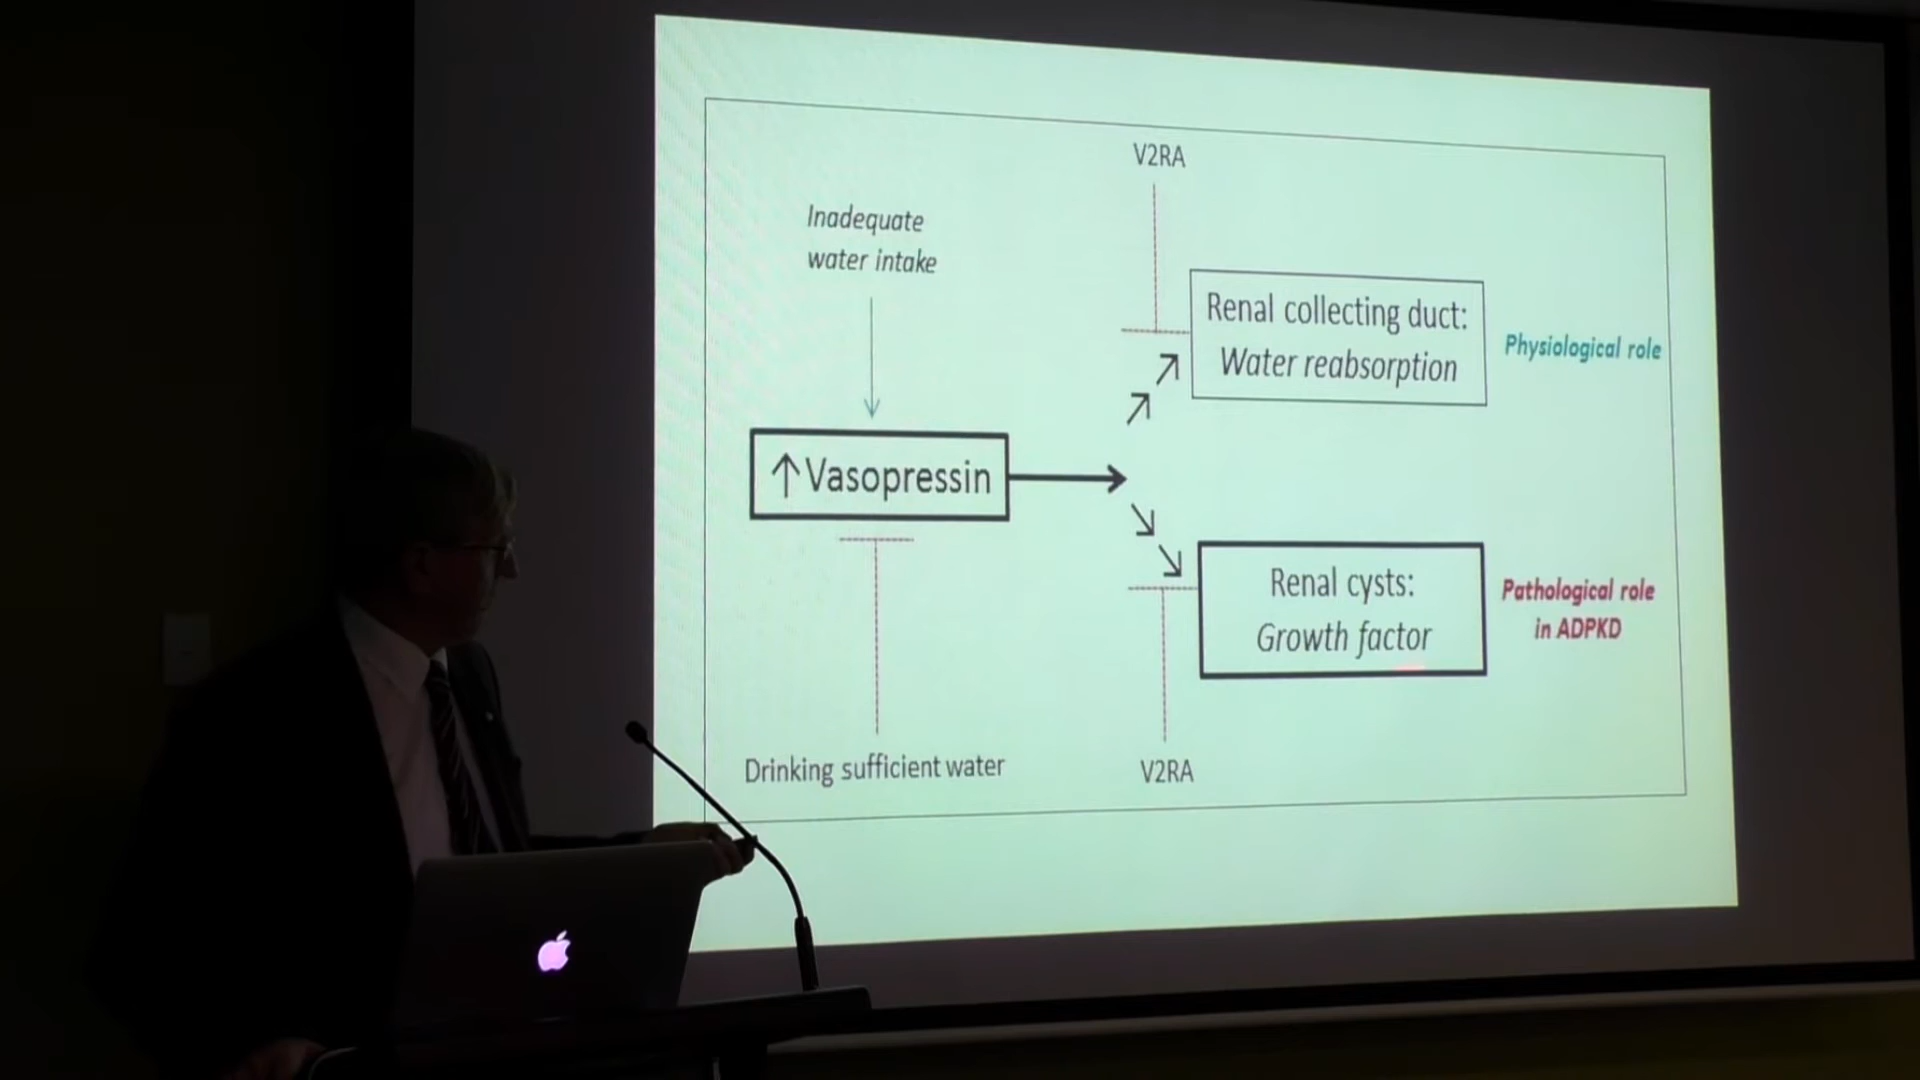 V2RA
Inadequate
water intake
Renal collecting duct:
Water reabsorption
Physiological role
↑Vasopressin
Renal cysts:
Growth factor
Pathological role
in ADPKD
Drinking sufficient water
V2RA